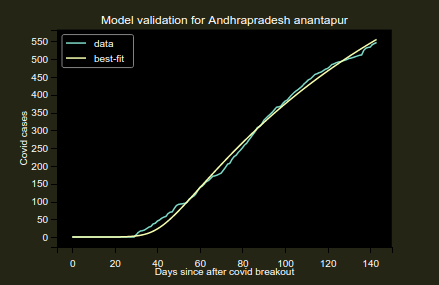 Model validation for Andhrapradesh anantapur
data
best-fit
Covid cases
550
500
450
400
350
300
250
200
150
100
50
0
0 20 40 60 80 100 120 140
Days since after covid breakout